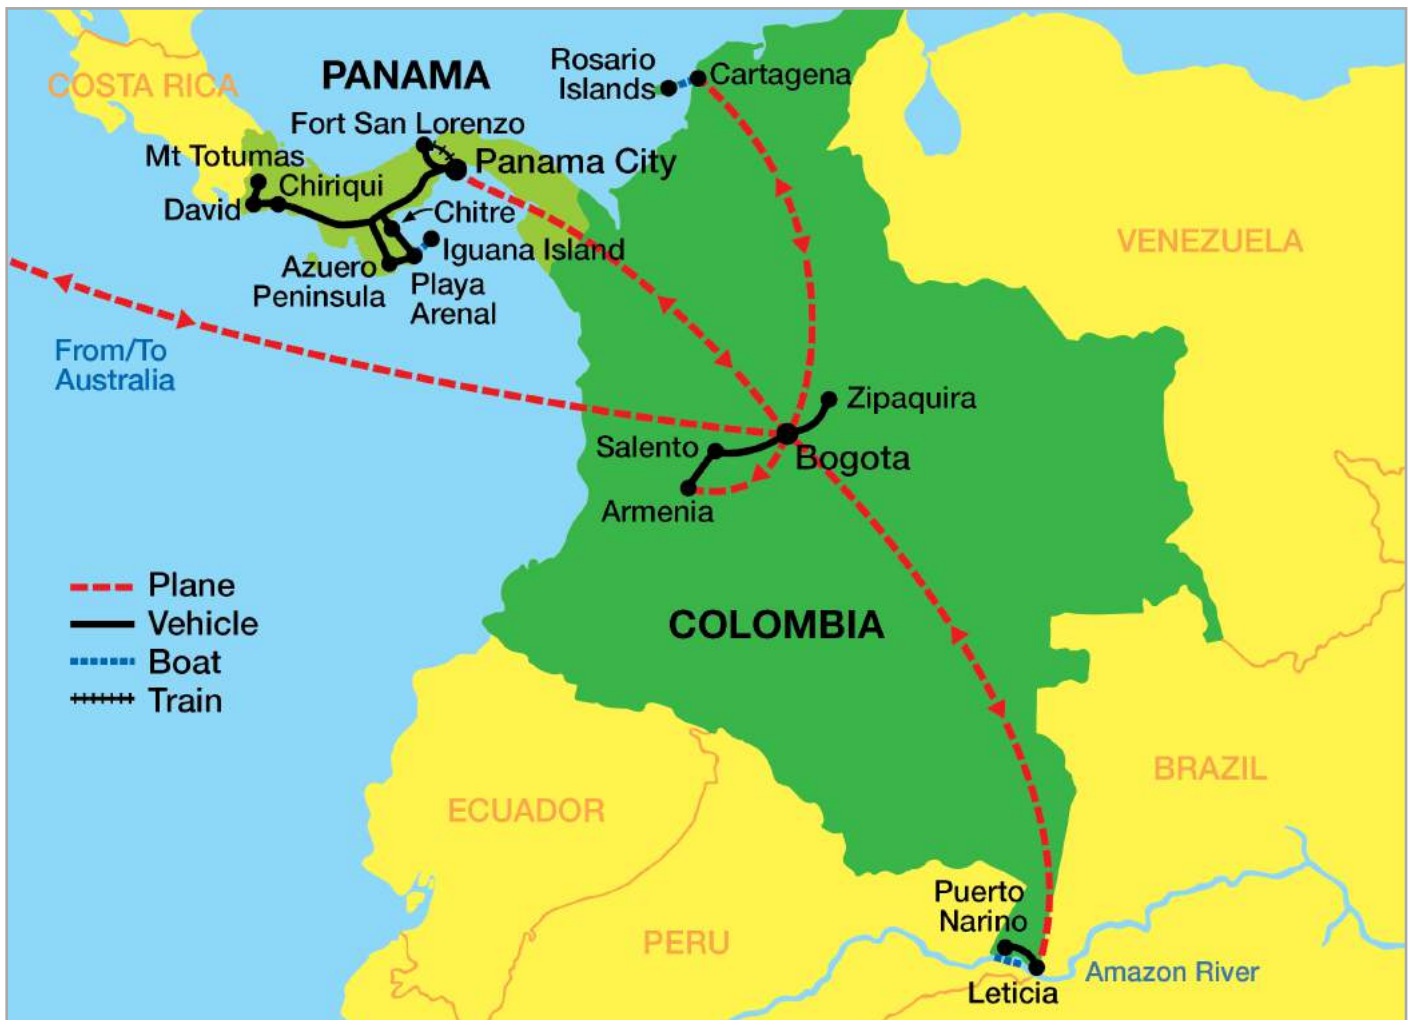 COSTA RICA
PANAMA
Rosario
Islands
Cartagena
Fort San Lorenzo
Mt Totumas
Panama City
Chiriqui
David
Chitre
Iguana Island
Azuero
Peninsula
Playa
Arenal
VENEZUELA
From/To
Australia
Zipaquira
Salento
Bogota
Armenia
Plane
Vehicle
Boat
Train
COLOMBIA
ECUADOR
BRAZIL
PERU
Puerto
Narino
Amazon River
Leticia